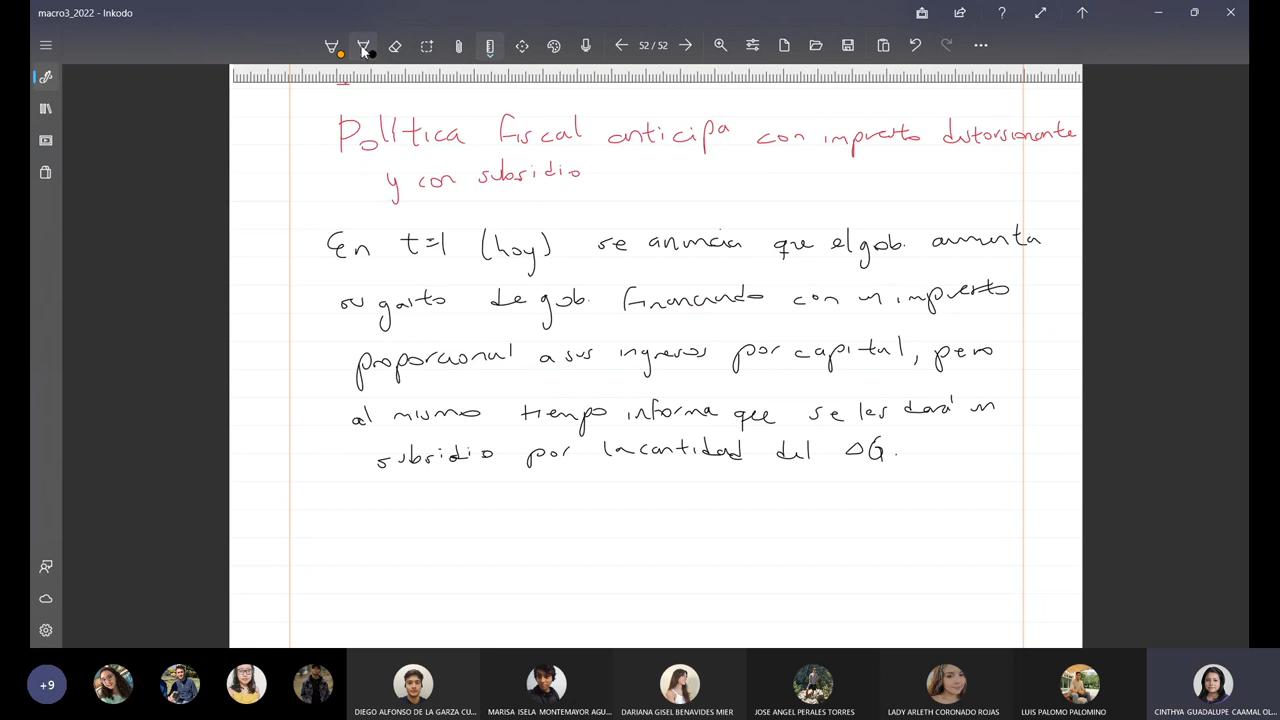 macro3_2022 - Inkodo
52 / 52
Política fiscal anticipa con impuesto distorsionante
y con subsidio
En t=1 (hoy) se anuncia que el gob. aumenta
su gasto de gob. financiando con un impuesto
proporcional a sus ingresos por capital, pero
al mismo tiempo informa que se les dará un
subsidio por la cantidad del ΔG.
+9
DIEGO ALFONSO DE LA GARZA CU...
MARISA ISELA MONTEMAYOR AGU...
DARIANA GISEL BENAVIDES MIER
JOSE ANGEL PERALES TORRES
LADY ARLETH CORONADO ROJAS
LUIS PALOMO PALOMINO
CINTHYA GUADALUPE CAAMAL OL...